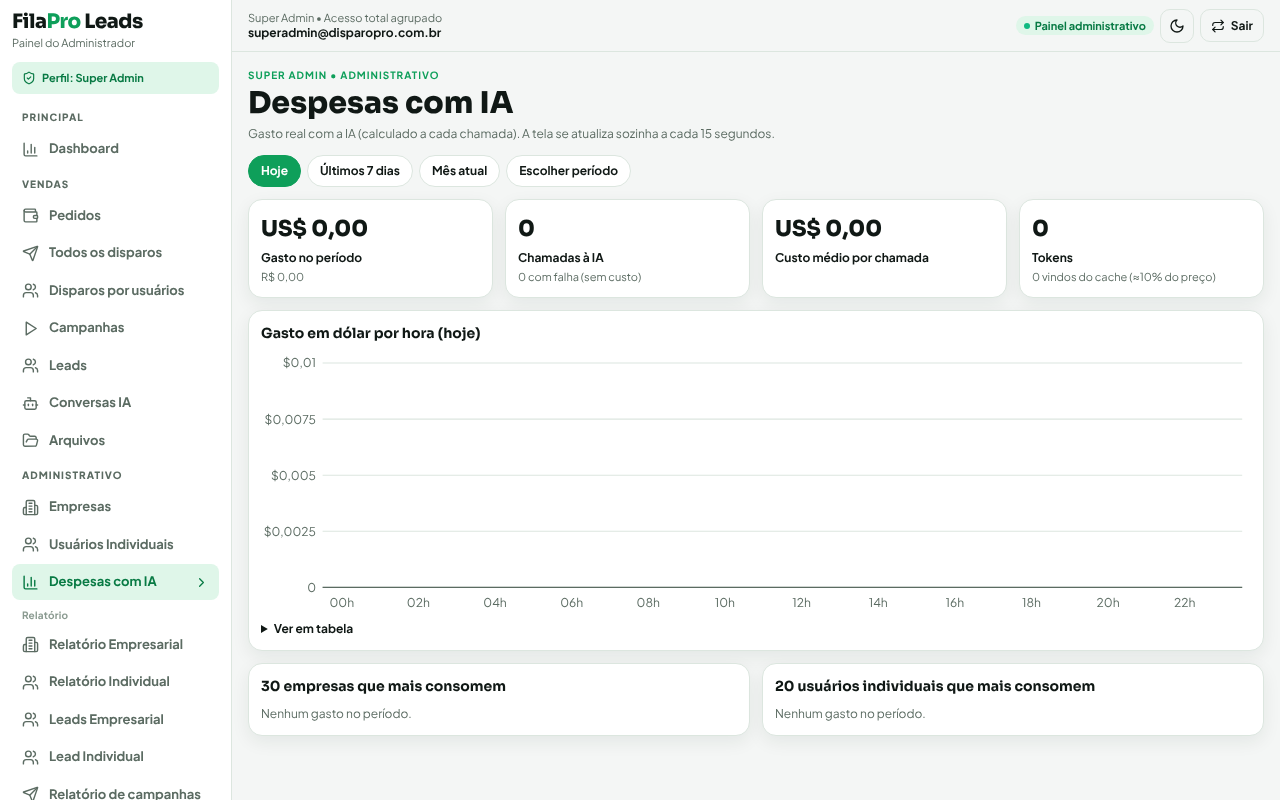 FilaPro Leads
Painel do Administrador
Perfil: Super Admin
PRINCIPAL
Dashboard
VENDAS
Pedidos
Todos os disparos
Disparos por usuários
Campanhas
Leads
Conversas IA
Arquivos
ADMINISTRATIVO
Empresas
Usuários Individuais
Despesas com IA
Relatório
Relatório Empresarial
Relatório Individual
Leads Empresarial
Lead Individual
Relatório de campanhas
Super Admin • Acesso total agrupado
superadmin@disparopro.com.br
Painel administrativo
Sair
SUPER ADMIN • ADMINISTRATIVO
Despesas com IA
Gasto real com a IA (calculado a cada chamada). A tela se atualiza sozinha a cada 15 segundos.
Hoje
Últimos 7 dias
Mês atual
Escolher período
US$ 0,00
Gasto no período
R$ 0,00
0
Chamadas à IA
0 com falha (sem custo)
US$ 0,00
Custo médio por chamada
0
Tokens
0 vindos do cache (≈10% do preço)
Gasto em dólar por hora (hoje)
$0,01
$0,0075
$0,005
$0,0025
0
00h 02h 04h 06h 08h 10h 12h 14h 16h 18h 20h 22h
Ver em tabela
30 empresas que mais consomem
Nenhum gasto no período.
20 usuários individuais que mais consomem
Nenhum gasto no período.